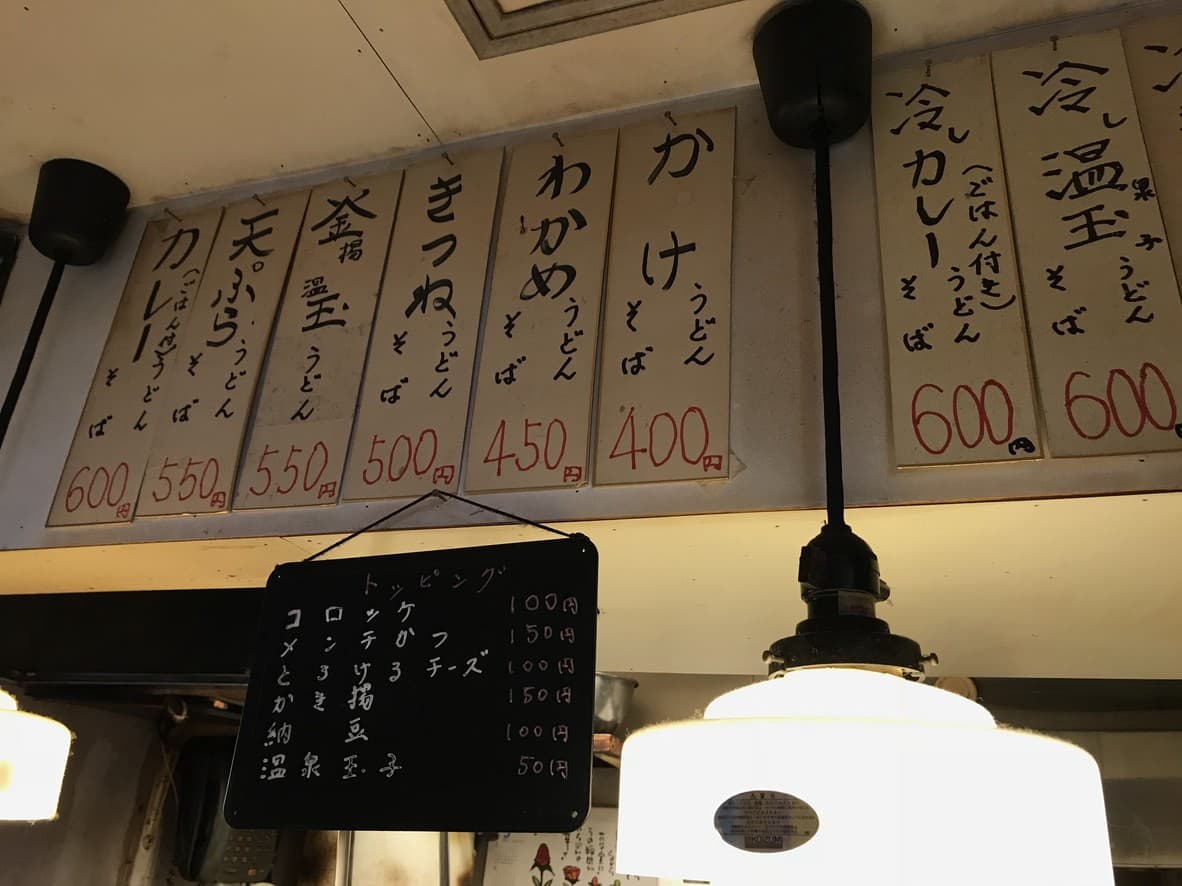 かけ
うどん
そば
400円
わかめ
うどん
そば
450円
きつね
うどん
そば
500円
釜揚
温玉
うどん
550円
天ぷら
うどん
そば
550円
カレー
(ごはん付)うどん
そば
600円
冷
冷し
温泉玉子
うどん
そば
600円
冷しカレー
(ごはん付き)
うどん
そば
600円
トッピング
コロッケ 100円
メンチかつ 150円
とろけるチーズ 100円
かき揚 150円
納豆 100円
温泉玉子 50円